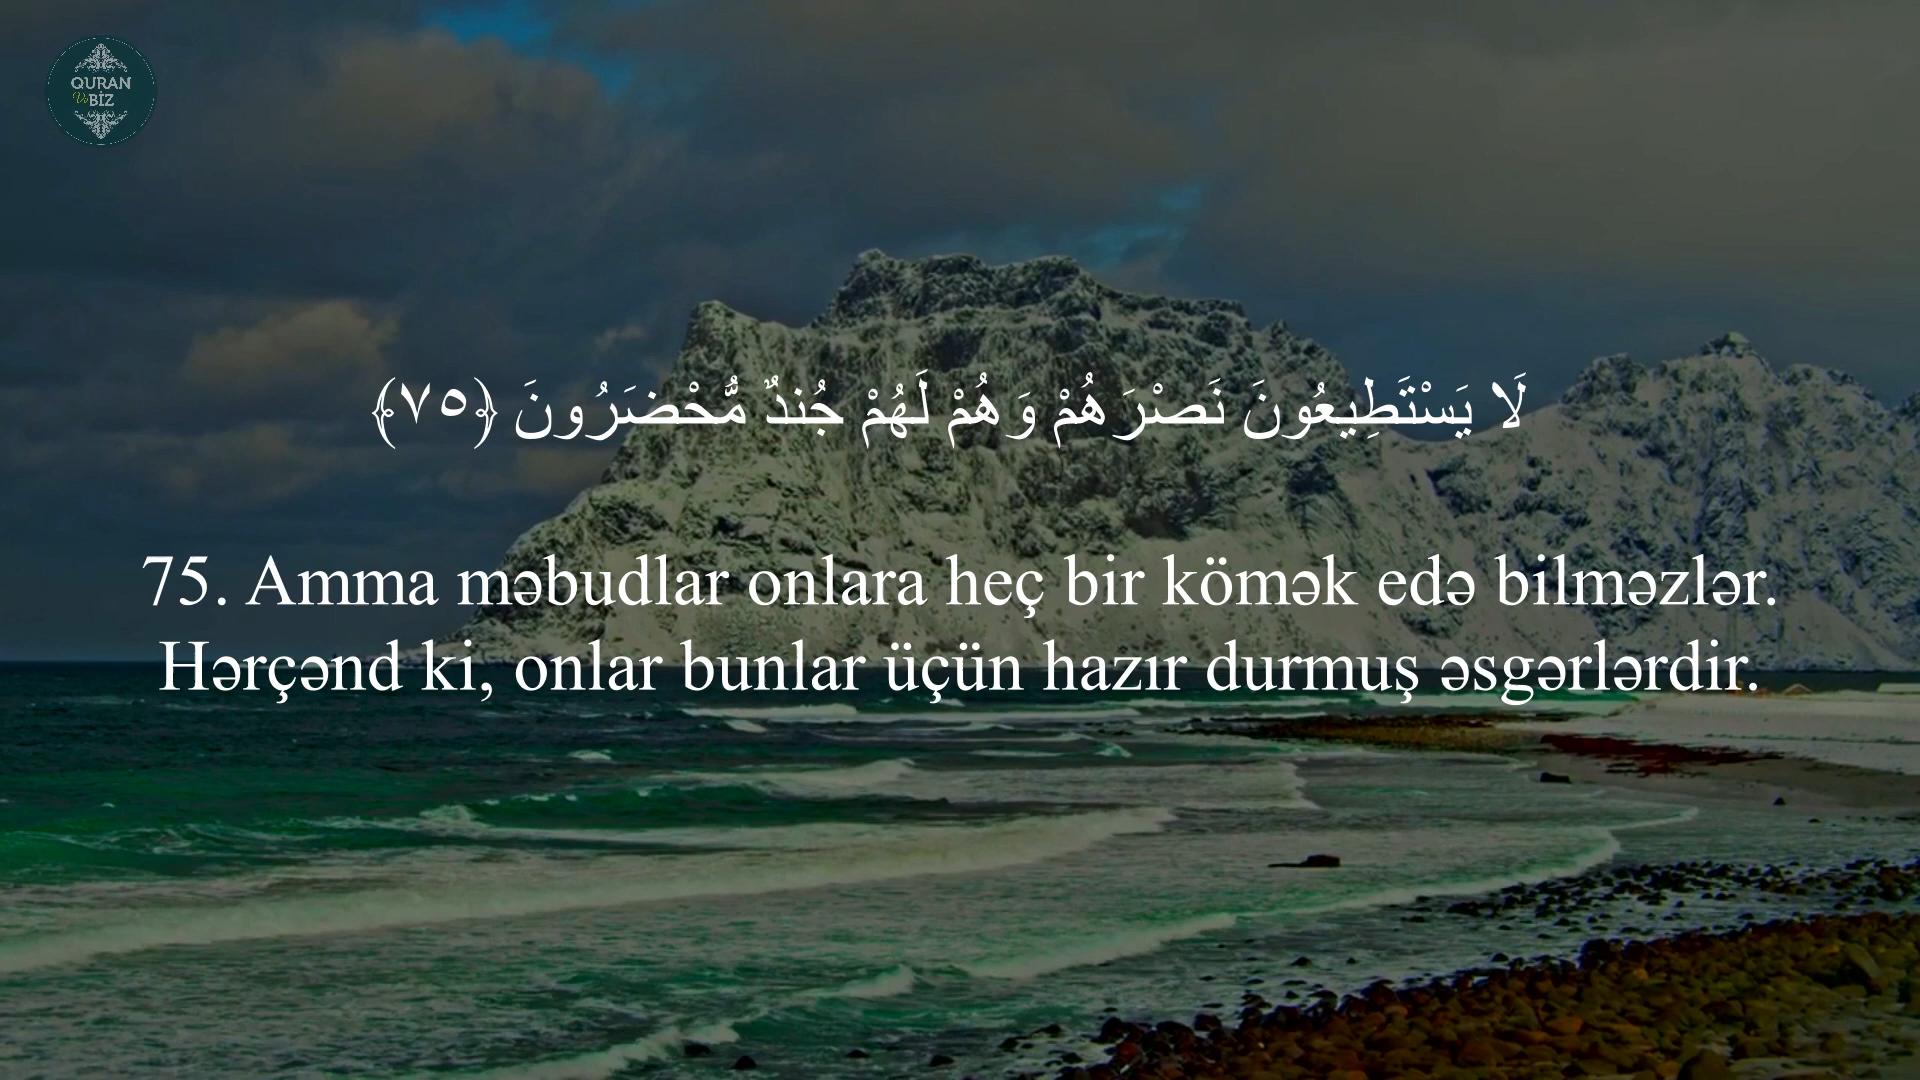 QURAN
Və BİZ
لَا يَسْتَطِيعُونَ نَصْرَهُمْ وَهُمْ لَهُمْ جُندٌ مُّحْضَرُونَ ﴿٧٥﴾
75. Amma məbudlar onlara heç bir kömək edə bilməzlər.
Hərçənd ki, onlar bunlar üçün hazır durmuş əsgərlərdir.